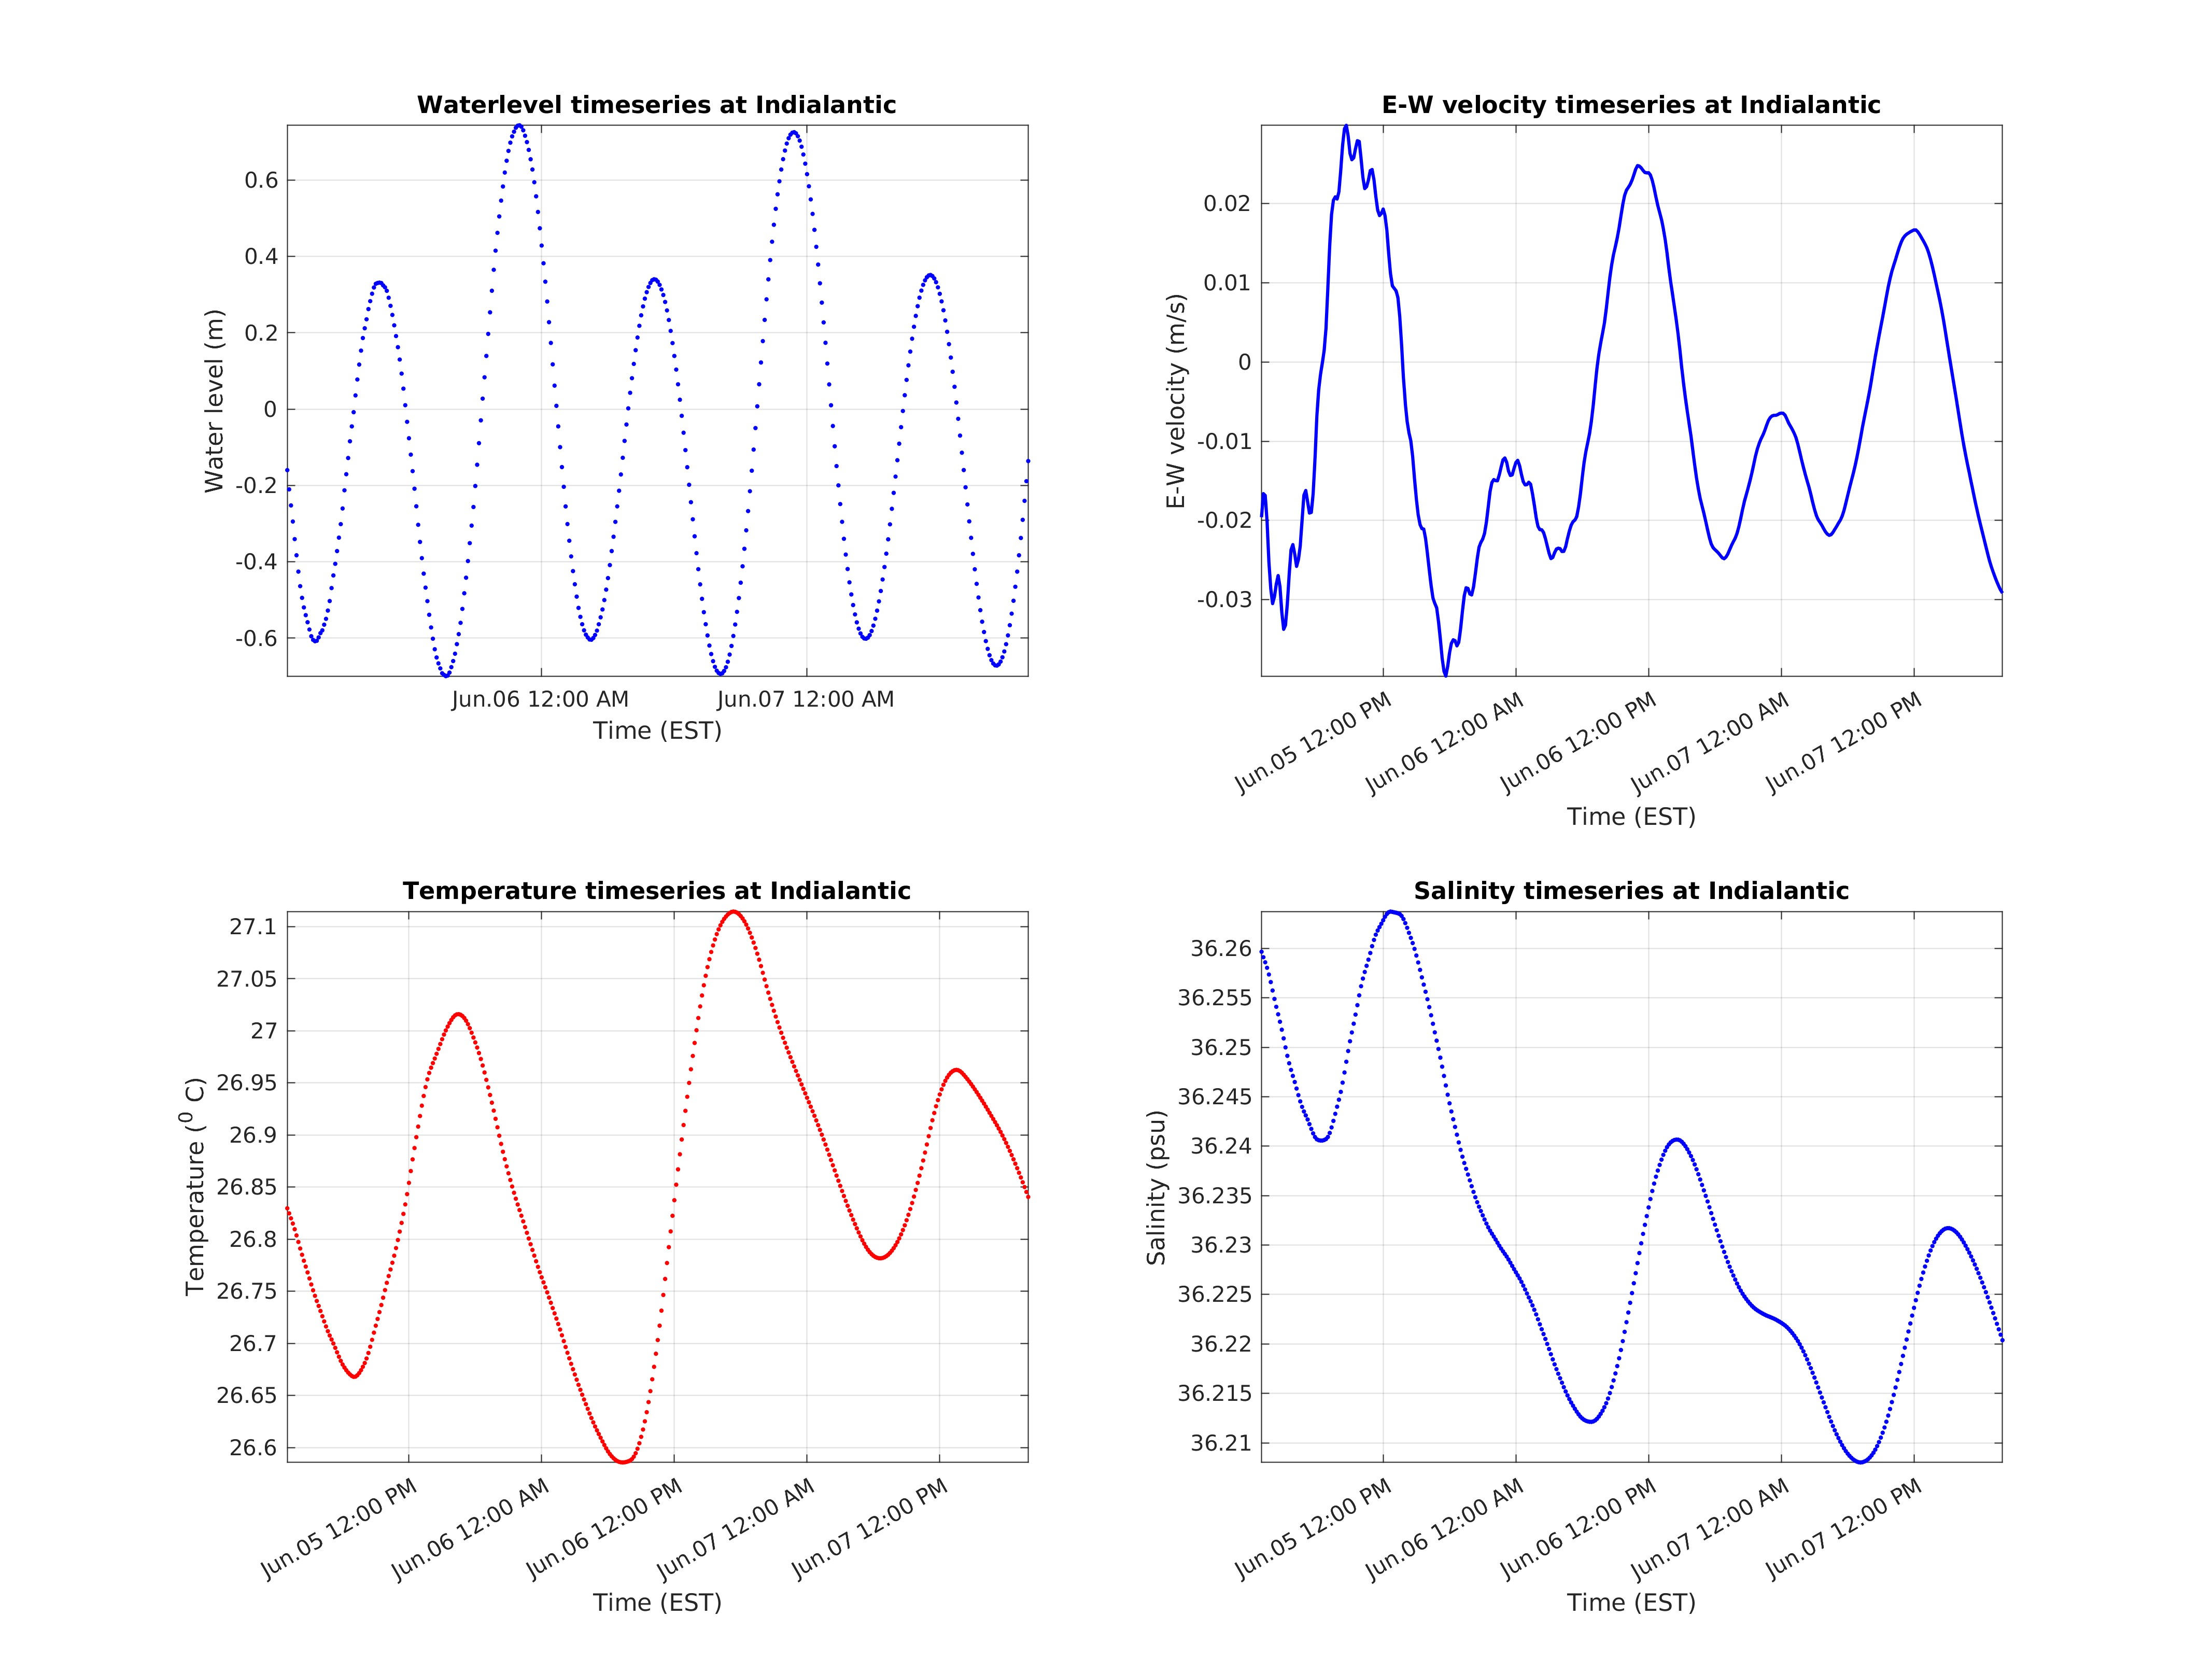 Waterlevel timeseries at Indialantic
Water level (m)
0.6
0.4
0.2
0
-0.2
-0.4
-0.6
Jun.06 12:00 AM
Jun.07 12:00 AM
Time (EST)
E-W velocity timeseries at Indialantic
E-W velocity (m/s)
0.02
0.01
0
-0.01
-0.02
-0.03
Jun.05 12:00 PM
Jun.06 12:00 AM
Jun.06 12:00 PM
Jun.07 12:00 AM
Jun.07 12:00 PM
Time (EST)
Temperature timeseries at Indialantic
Temperature (⁰ C)
27.1
27.05
27
26.95
26.9
26.85
26.8
26.75
26.7
26.65
26.6
Jun.05 12:00 PM
Jun.06 12:00 AM
Jun.06 12:00 PM
Jun.07 12:00 AM
Jun.07 12:00 PM
Time (EST)
Salinity timeseries at Indialantic
Salinity (psu)
36.26
36.255
36.25
36.245
36.24
36.235
36.23
36.225
36.22
36.215
36.21
Jun.05 12:00 PM
Jun.06 12:00 AM
Jun.06 12:00 PM
Jun.07 12:00 AM
Jun.07 12:00 PM
Time (EST)